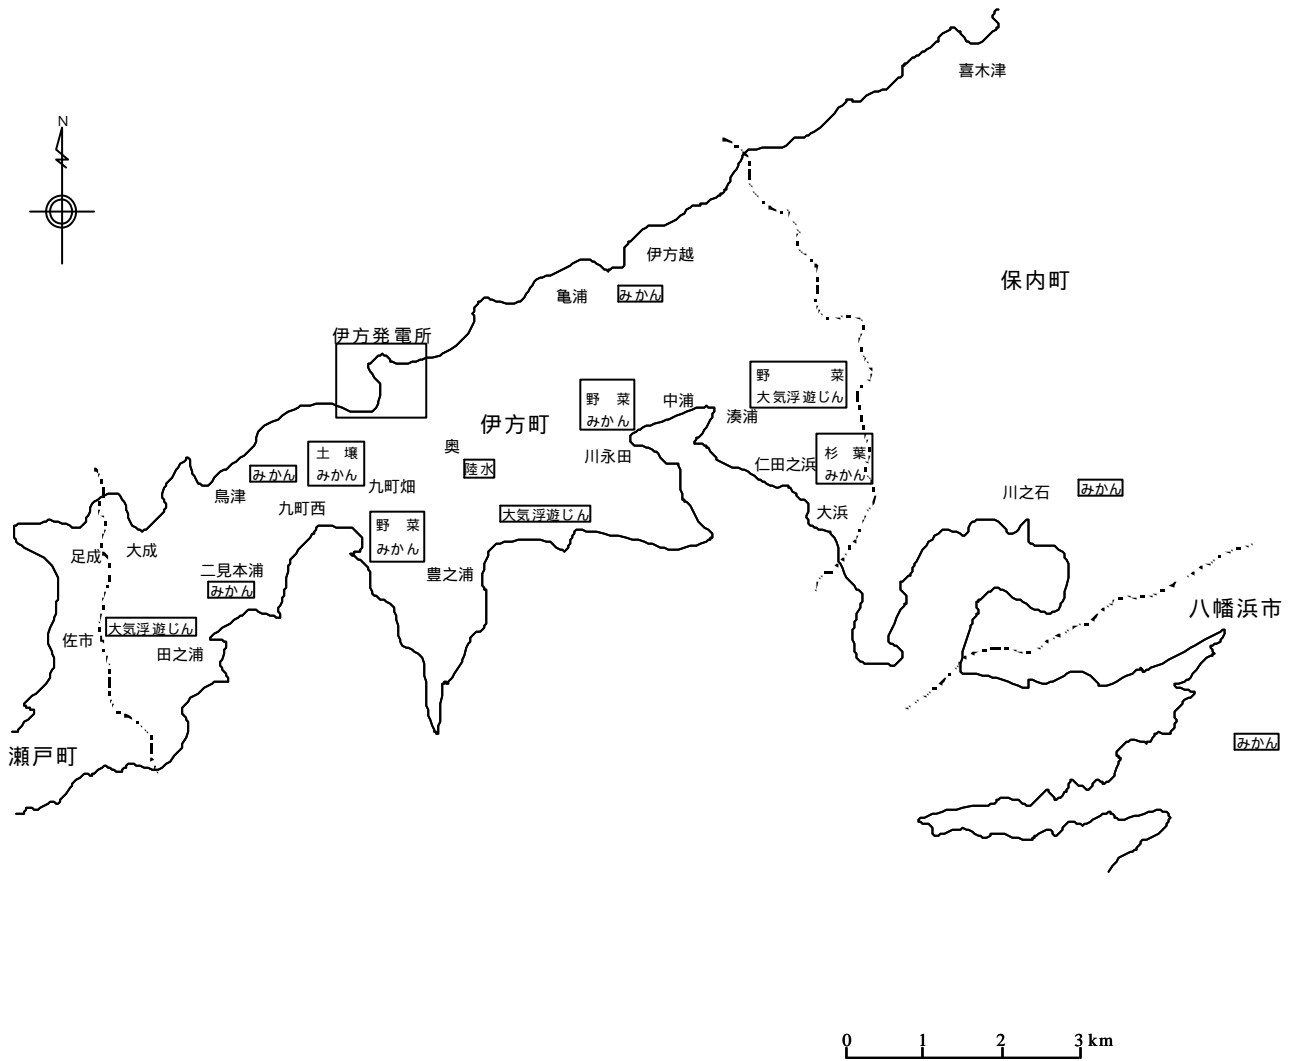 喜木津
N
伊方越
保内町
亀浦
みかん
伊方発電所
野　菜
大気浮遊じん
野　菜
みかん
中浦
湊浦
伊方町
奥
川永田
土　壌
みかん
杉　葉
みかん
仁田之浜
陸水
みかん
鳥津
九町畑
川之石
みかん
九町西
大気浮遊じん
大浜
野　菜
みかん
足成
大成
二見本浦
みかん
豊之浦
八幡浜市
大気浮遊じん
佐市
田之浦
みかん
瀬戸町
0 1 2 3 km